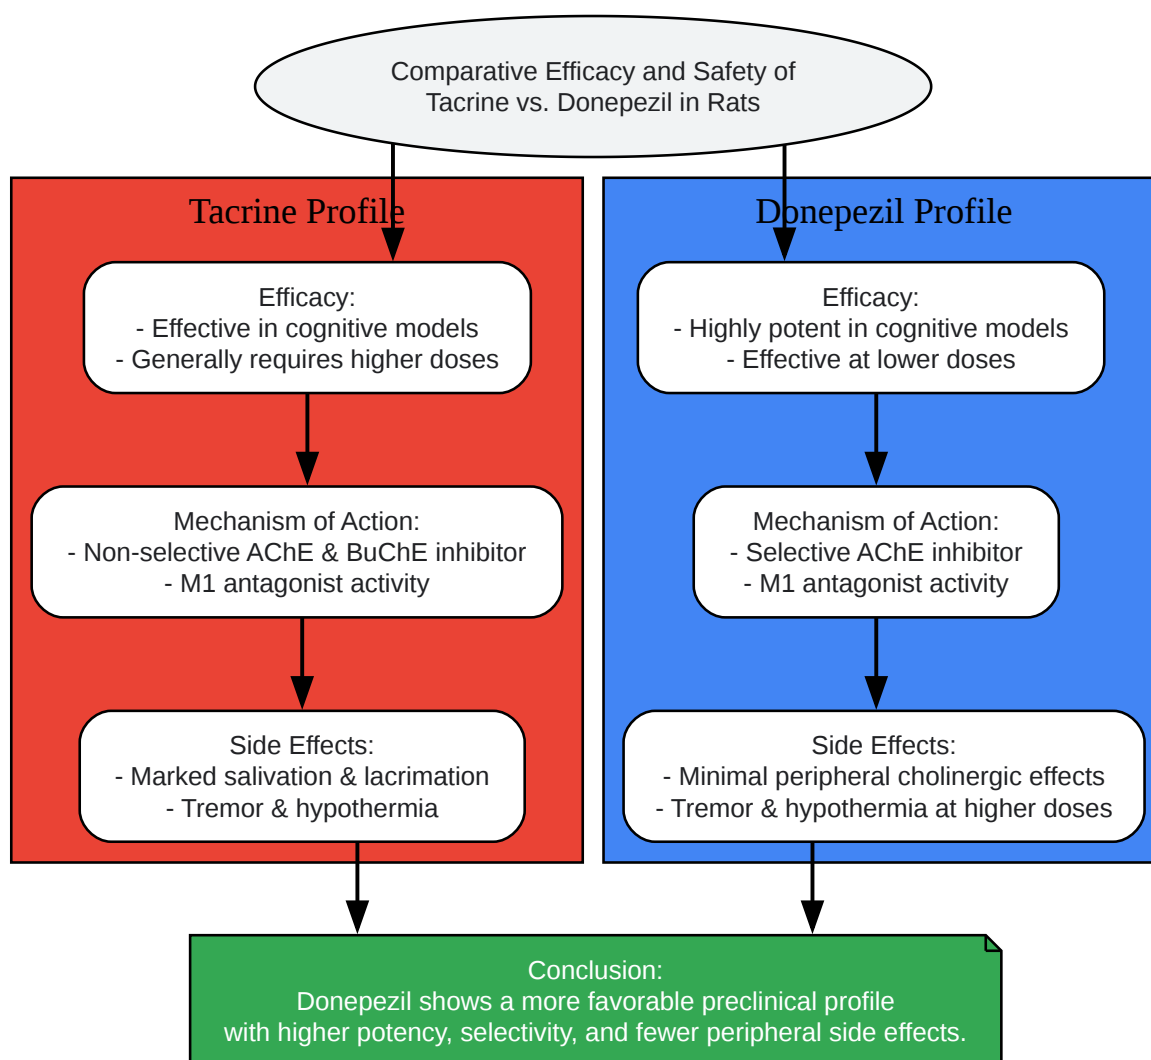 Comparative Efficacy and Safety of
Tacrine vs. Donepezil in Rats
Tacrine Profile
Efficacy:
- Effective in cognitive models
- Generally requires higher doses
Mechanism of Action:
- Non-selective AChE & BuChE inhibitor
- M1 antagonist activity
Side Effects:
- Marked salivation & lacrimation
- Tremor & hypothermia
Donepezil Profile
Efficacy:
- Highly potent in cognitive models
- Effective at lower doses
Mechanism of Action:
- Selective AChE inhibitor
- M1 antagonist activity
Side Effects:
- Minimal peripheral cholinergic effects
- Tremor & hypothermia at higher doses
Conclusion:
Donepezil shows a more favorable preclinical profile
with higher potency, selectivity, and fewer peripheral side effects.